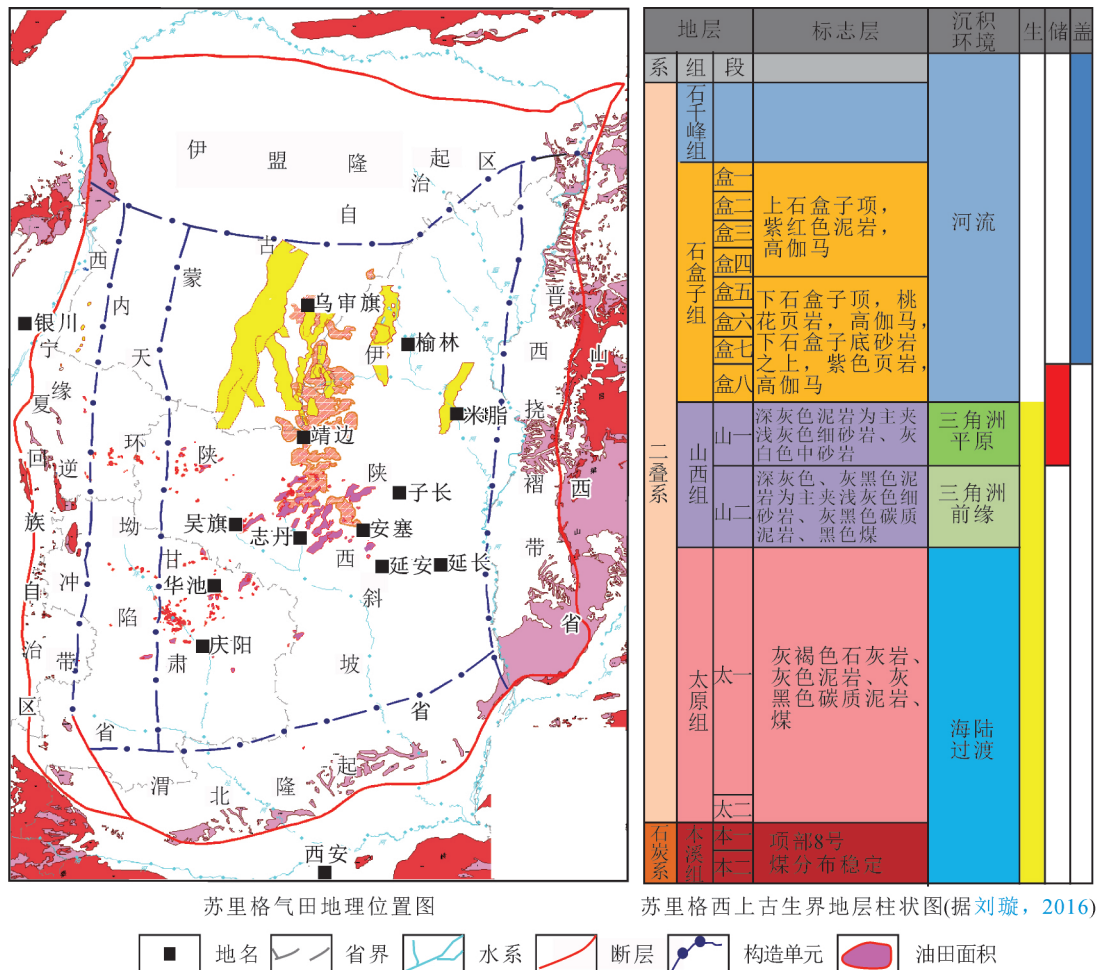 伊盟隆起区
自治
古
蒙
内
西
天
环
缘
逆
冲
带
宁
夏
回
族
自
治
区
坳
陷
甘
肃
省
陕
西
省
伊
陕
斜
坡
晋
西
挠
褶
带
山
西
省
渭北隆起
乌审旗
银川
榆林
米脂
靖边
子长
吴旗
志丹
安塞
延安
延长
华池
庆阳
西安
苏里格气田地理位置图
地层
标志层
沉积
环境
生
储
盖
系
组
段
石千峰组
石盒子组
盒一
盒二
盒三
盒四
上石盒子项，
紫红色泥岩，
高伽马
河流
盒五
盒六
盒七
盒八
下石盒子顶，桃
花页岩，高伽马，
下石盒子底砂岩
之上，紫色页岩，
高伽马
二叠系
山西组
山一
深灰色泥岩为主夹
浅灰色细砂岩、灰
白色中砂岩
三角洲
平原
山二
深灰色、灰黑色泥
岩为主夹浅灰色细
砂岩、灰黑色碳质
泥岩、黑色煤
三角洲
前缘
太原组
太一
灰褐色石灰岩、
灰色泥岩、灰
黑色碳质泥岩、
煤
海陆
过渡
太二
石炭系
本溪组
本一
木二
项部8号
煤分布稳定
苏里格西上古生界地层柱状图(据刘璇，2016)
地名
省界
水系
断层
构造单元
油田面积